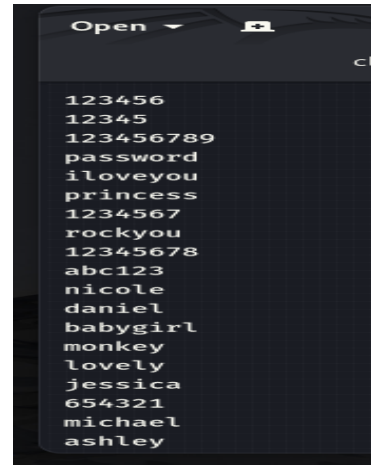 Open
123456
12345
123456789
password
iloveyou
princess
1234567
rockyou
12345678
abc123
nicole
daniel
babygirl
monkey
lovely
jessica
654321
michael
ashley